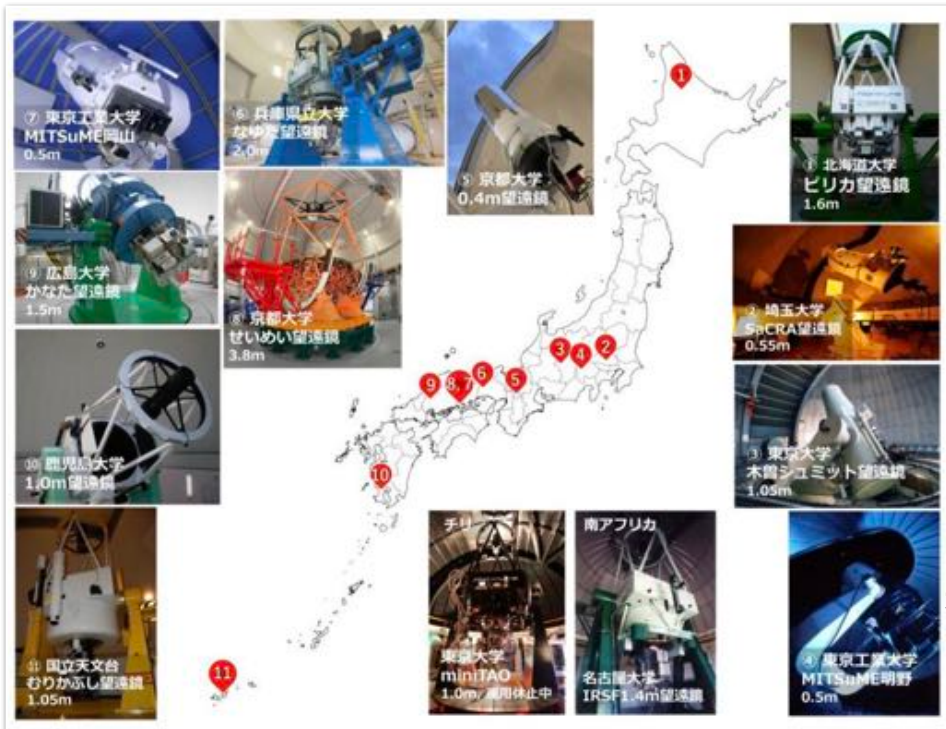 ⑦ 東京工業大学
MITSuME岡山
0.5m
⑥ 兵庫県立大学
なゆた望遠鏡
2.0m
⑤ 京都大学
0.4m望遠鏡
① 北海道大学
ピリカ望遠鏡
1.6m
⑨ 広島大学
かなた望遠鏡
1.5m
⑧ 京都大学
せいめい望遠鏡
3.8m
② 埼玉大学
SaCRA望遠鏡
0.55m
⑩ 鹿児島大学
1.0m望遠鏡
③ 東京大学
木曽シュミット望遠鏡
1.05m
⑪ 国立天文台
むりかぶし望遠鏡
1.05m
チリ
東京大学
miniTAO
1.0m, 運用休止中
南アフリカ
名古屋大学
IRSF1.4m望遠鏡
④ 東京工業大学
MITSuME明野
0.5m
1
2
3
4
5
6
8, 7
9
10
11